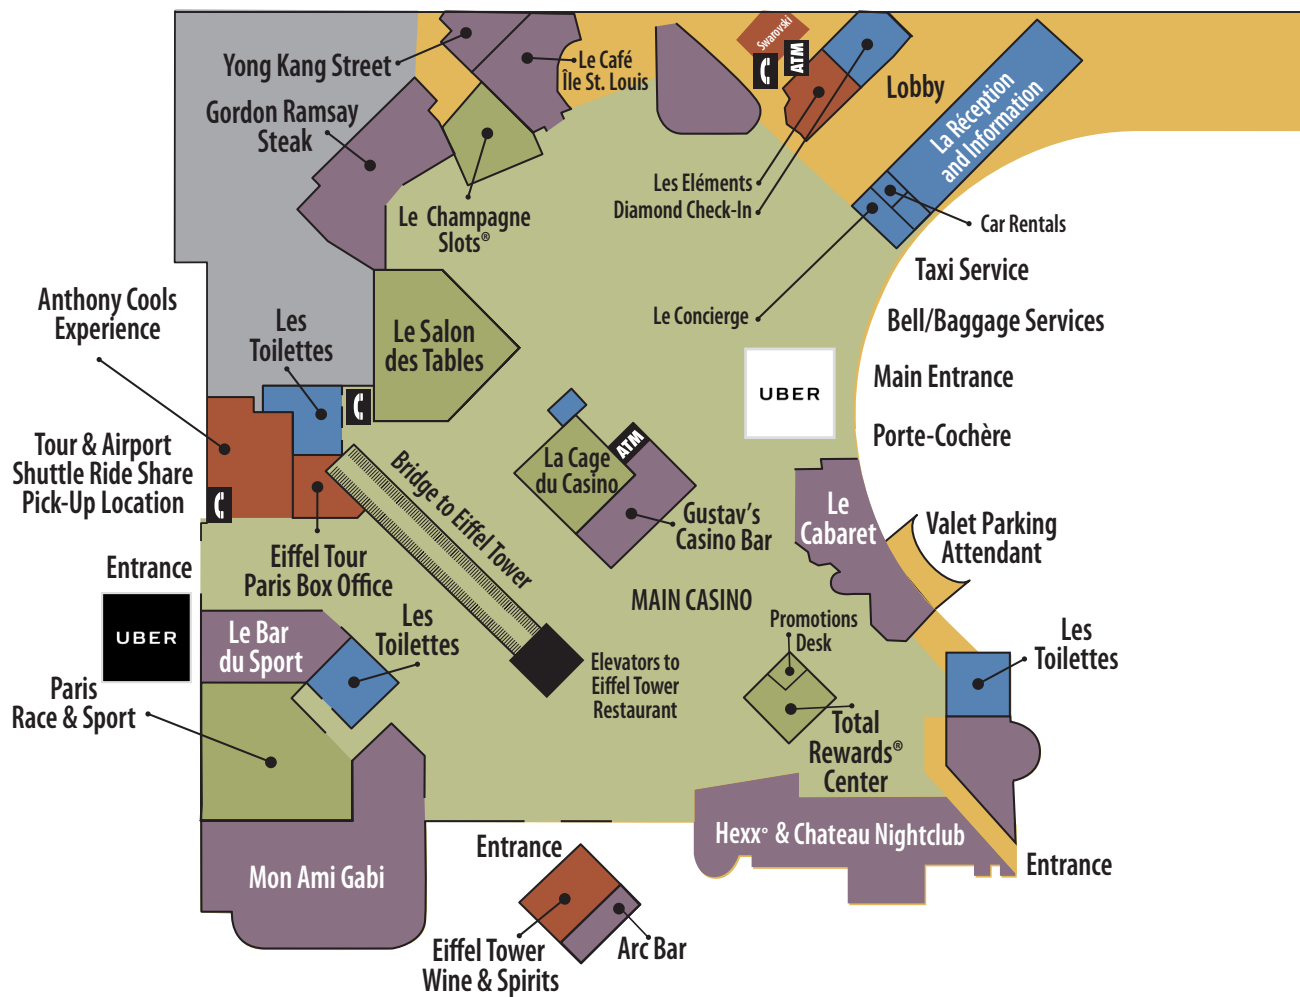 Swarovski
ATM
Yong Kang Street
Le Café
Île St. Louis
Lobby
La Réception
and Information
Gordon Ramsay
Steak
Les Eléments
Diamond Check-In
Car Rentals
Le Champagne
Slots®
Taxi Service
Anthony Cools
Experience
Les
Toilettes
Le Salon
des Tables
Le Concierge
Bell/Baggage Services
UBER
Main Entrance
Porte-Cochère
Tour & Airport
Shuttle Ride Share
Pick-Up Location
Bridge to Eiffel Tower
La Cage
du Casino
ATM
Gustav's
Casino Bar
Le
Cabaret
Valet Parking
Attendant
Entrance
Eiffel Tour
Paris Box Office
MAIN CASINO
UBER
Le Bar
du Sport
Les
Toilettes
Promotions
Desk
Les
Toilettes
Elevators to
Eiffel Tower
Restaurant
Paris
Race & Sport
Total
Rewards®
Center
Hexx° & Chateau Nightclub
Entrance
Entrance
Mon Ami Gabi
Eiffel Tower
Wine & Spirits
Arc Bar